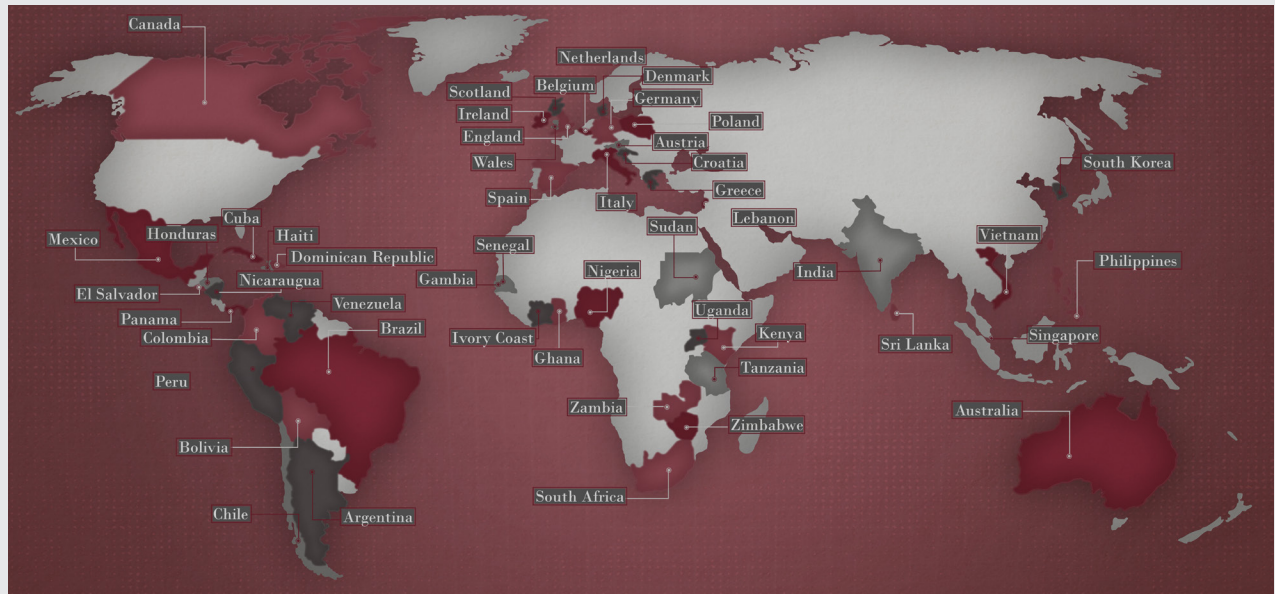 Canada
Netherlands
Denmark
Belgium
Scotland
Germany
Ireland
Poland
England
Austria
Wales
Croatia
South Korea
Spain
Italy
Greece
Cuba
Lebanon
Sudan
Mexico
Honduras
Haiti
Vietnam
Senegal
Dominican Republic
Philippines
Nigeria
India
Gambia
Nicaraugua
El Salvador
Venezuela
Uganda
Panama
Brazil
Kenya
Singapore
Colombia
Ivory Coast
Sri Lanka
Ghana
Tanzania
Peru
Zambia
Australia
Zimbabwe
Bolivia
South Africa
Chile
Argentina